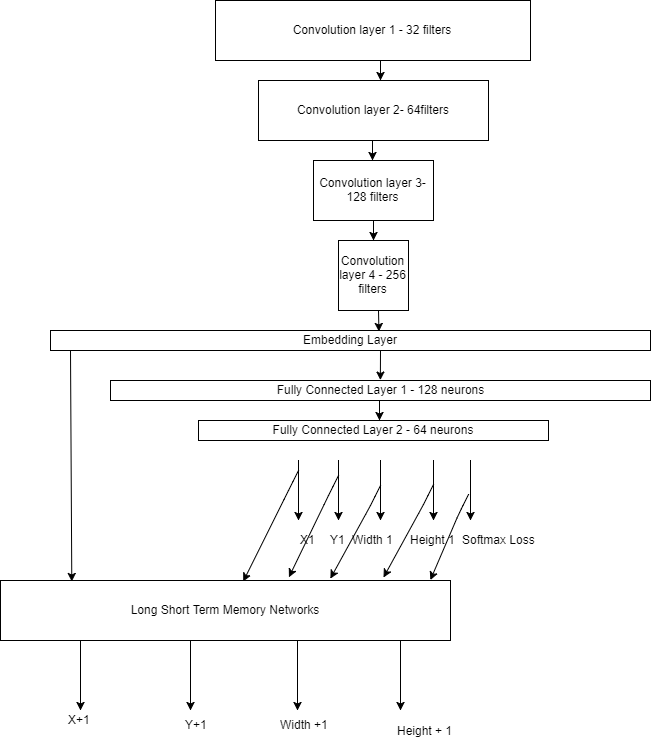 Convolution layer 1 - 32 filters
Convolution layer 2- 64filters
Convolution layer 3-
128 filters
Convolution
layer 4 - 256
filters
Embedding Layer
Fully Connected Layer 1 - 128 neurons
Fully Connected Layer 2 - 64 neurons
X1 Y1 Width 1 Height 1 Softmax Loss
Long Short Term Memory Networks
X+1 Y+1 Width +1 Height + 1